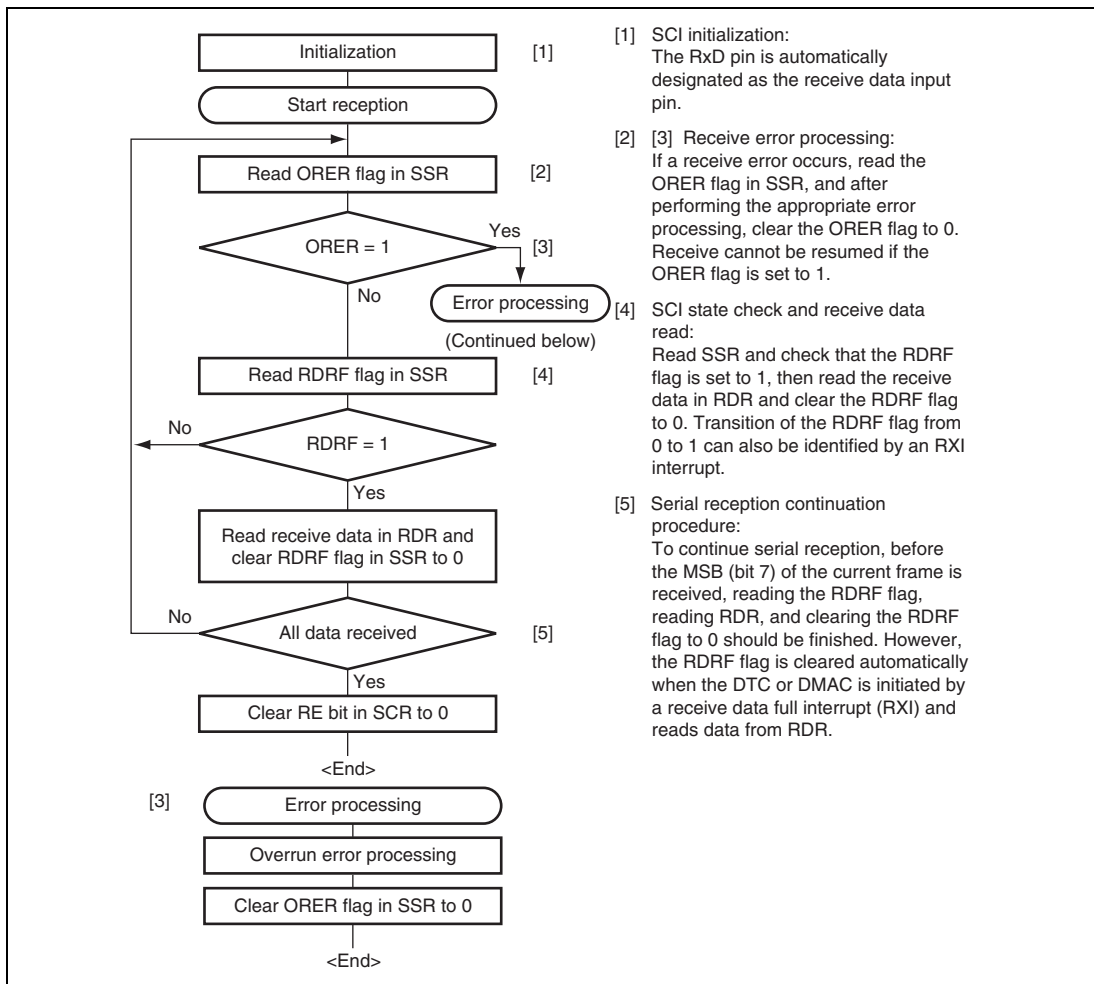 Initialization
[1]
Start reception
Read ORER flag in SSR
[2]
ORER = 1
Yes
[3]
No
Error processing
(Continued below)
Read RDRF flag in SSR
[4]
No
RDRF = 1
Yes
Read receive data in RDR and
clear RDRF flag in SSR to 0
No
All data received
[5]
Yes
Clear RE bit in SCR to 0
<End>
[3]
Error processing
Overrun error processing
Clear ORER flag in SSR to 0
<End>
[1] SCI initialization:
The RxD pin is automatically
designated as the receive data input
pin.
[2] [3] Receive error processing:
If a receive error occurs, read the
ORER flag in SSR, and after
performing the appropriate error
processing, clear the ORER flag to 0.
Receive cannot be resumed if the
ORER flag is set to 1.
[4] SCI state check and receive data
read:
Read SSR and check that the RDRF
flag is set to 1, then read the receive
data in RDR and clear the RDRF flag
to 0. Transition of the RDRF flag from
0 to 1 can also be identified by an RXI
interrupt.
[5] Serial reception continuation
procedure:
To continue serial reception, before
the MSB (bit 7) of the current frame is
received, reading the RDRF flag,
reading RDR, and clearing the RDRF
flag to 0 should be finished. However,
the RDRF flag is cleared automatically
when the DTC or DMAC is initiated by
a receive data full interrupt (RXI) and
reads data from RDR.